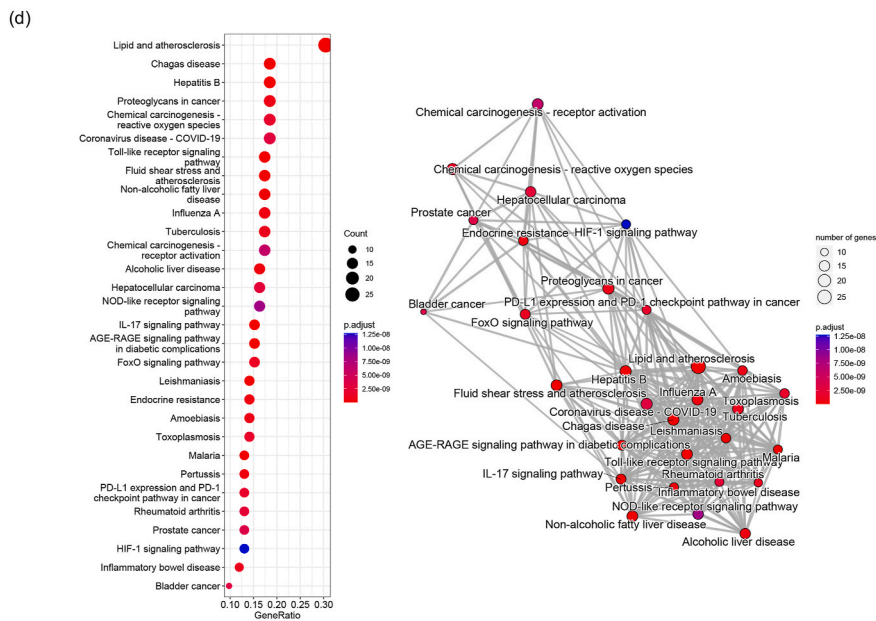 (d)
Lipid and atherosclerosis
Chagas disease
Hepatitis B
Proteoglycans in cancer
Chemical carcinogenesis -
reactive oxygen species
Coronavirus disease - COVID-19
Toll-like receptor signaling
pathway
Fluid shear stress and
atherosclerosis
Non-alcoholic fatty liver
disease
Influenza A
Tuberculosis
Chemical carcinogenesis -
receptor activation
Alcoholic liver disease
Hepatocellular carcinoma
NOD-like receptor signaling
pathway
IL-17 signaling pathway
AGE-RAGE signaling pathway
in diabetic complications
FoxO signaling pathway
Leishmaniasis
Endocrine resistance
Amoebiasis
Toxoplasmosis
Malaria
Pertussis
PD-L1 expression and PD-1
checkpoint pathway in cancer
Rheumatoid arthritis
Prostate cancer
HIF-1 signaling pathway
Inflammatory bowel disease
Bladder cancer
0.10 0.15 0.20 0.25 0.30
GeneRatio
Count
10
15
20
25
p.adjust
1.25e-08
1.00e-08
7.50e-09
5.00e-09
2.50e-09
Chemical carcinogenesis - receptor activation
Chemical carcinogenesis - reactive oxygen species
Hepatocellular carcinoma
Prostate cancer
Endocrine resistance
HIF-1 signaling pathway
Proteoglycans in cancer
Bladder cancer
PD-L1 expression and PD-1 checkpoint pathway in cancer
FoxO signaling pathway
Lipid and atherosclerosis
Hepatitis B
Amoebiasis
Fluid shear stress and atherosclerosis
Influenza A
Toxoplasmosis
Coronavirus disease - COVID-19
Tuberculosis
Chagas disease
Leishmaniasis
AGE-RAGE signaling pathway in diabetic complications
Malaria
Toll-like receptor signaling pathway
IL-17 signaling pathway
Rheumatoid arthritis
Pertussis
Inflammatory bowel disease
NOD-like receptor signaling pathway
Non-alcoholic fatty liver disease
Alcoholic liver disease
number of genes
10
15
20
25
p.adjust
1.25e-08
1.00e-08
7.50e-09
5.00e-09
2.50e-09